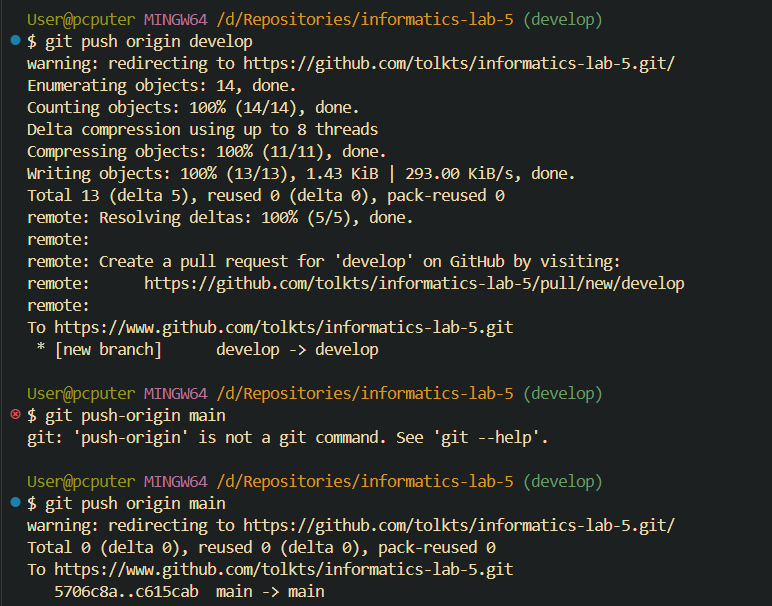 User@pcputer MINGW64 /d/Repositories/informatics-lab-5 (develop)
$ git push origin develop
warning: redirecting to https://github.com/tolkts/informatics-lab-5.git/
Enumerating objects: 14, done.
Counting objects: 100% (14/14), done.
Delta compression using up to 8 threads
Compressing objects: 100% (11/11), done.
Writing objects: 100% (13/13), 1.43 KiB | 293.00 KiB/s, done.
Total 13 (delta 5), reused 0 (delta 0), pack-reused 0
remote: Resolving deltas: 100% (5/5), done.
remote:
remote: Create a pull request for 'develop' on GitHub by visiting:
remote:      https://github.com/tolkts/informatics-lab-5/pull/new/develop
remote:
To https://www.github.com/tolkts/informatics-lab-5.git
 * [new branch]      develop -> develop
User@pcputer MINGW64 /d/Repositories/informatics-lab-5 (develop)
$ git push-origin main
git: 'push-origin' is not a git command. See 'git --help'.
User@pcputer MINGW64 /d/Repositories/informatics-lab-5 (develop)
$ git push origin main
warning: redirecting to https://github.com/tolkts/informatics-lab-5.git/
Total 0 (delta 0), reused 0 (delta 0), pack-reused 0
To https://www.github.com/tolkts/informatics-lab-5.git
   5706c8a..c615cab  main -> main